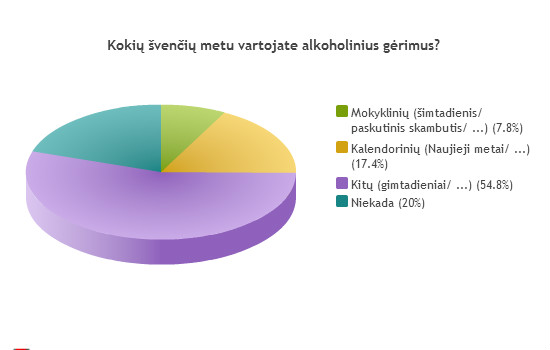 Kokių švenčių metu vartojate alkoholinius gėrimus?
Mokyklinių (šimtadienis/
paskutinis skambutis/ ...) (7.8%)
Kalendorinių (Naujieji metai/ ...)
(17.4%)
Kitų (gimtadieniai/ ...) (54.8%)
Niekada (20%)